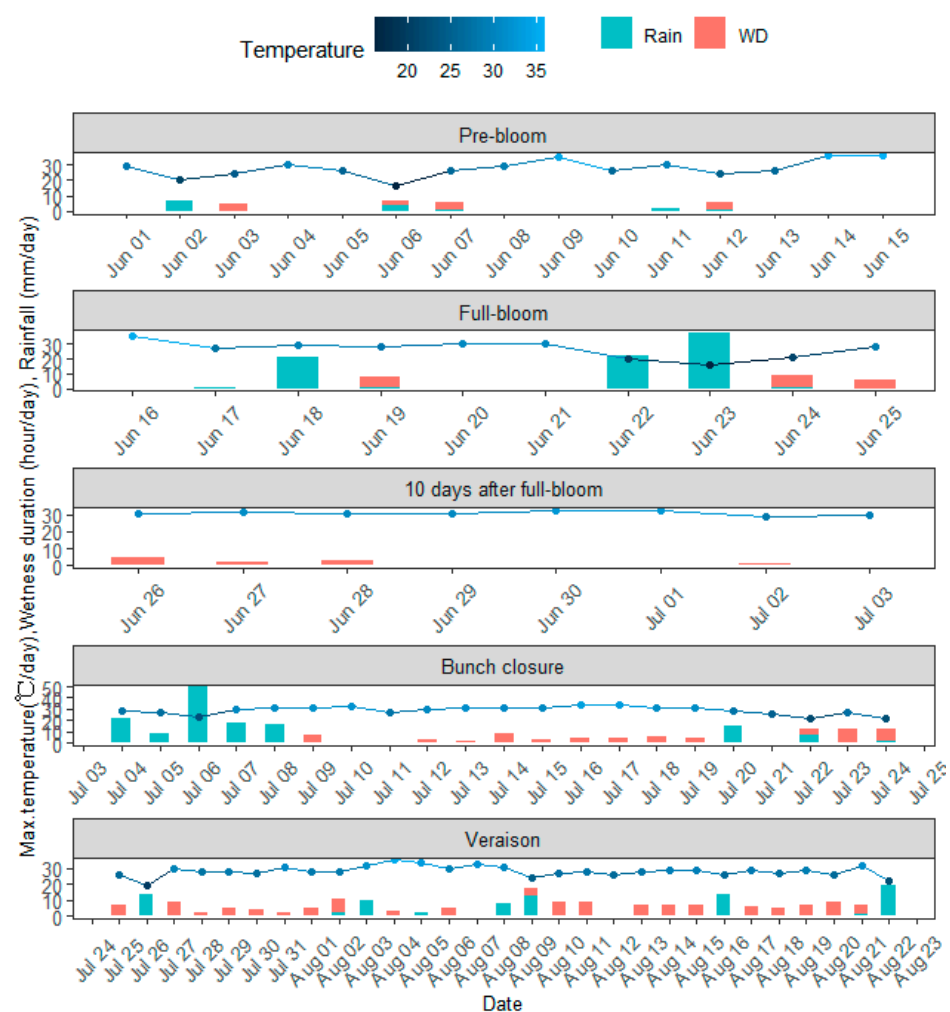 Temperature
20 25 30 35
Rain WD
Pre-bloom
30
20
10
0
Jun 01 Jun 02 Jun 03 Jun 04 Jun 05 Jun 06 Jun 07 Jun 08 Jun 09 Jun 10 Jun 11 Jun 12 Jun 13 Jun 14 Jun 15
Full-bloom
30
20
10
0
Jun 16 Jun 17 Jun 18 Jun 19 Jun 20 Jun 21 Jun 22 Jun 23 Jun 24 Jun 25
10 days after full-bloom
30
20
10
0
Jun 26 Jun 27 Jun 28 Jun 29 Jun 30 Jul 01 Jul 02 Jul 03
Bunch closure
50
40
30
20
10
0
Jul 03 Jul 04 Jul 05 Jul 06 Jul 07 Jul 08 Jul 09 Jul 10 Jul 11 Jul 12 Jul 13 Jul 14 Jul 15 Jul 16 Jul 17 Jul 18 Jul 19 Jul 20 Jul 21 Jul 22 Jul 23 Jul 24 Jul 25
Veraison
30
20
10
0
Jul 24 Jul 25 Jul 26 Jul 27 Jul 28 Jul 29 Jul 30 Jul 31 Aug 01 Aug 02 Aug 03 Aug 04 Aug 05 Aug 06 Aug 07 Aug 08 Aug 09 Aug 10 Aug 11 Aug 12 Aug 13 Aug 14 Aug 15 Aug 16 Aug 17 Aug 18 Aug 19 Aug 20 Aug 21 Aug 22 Aug 23
Date
Max.temperature(℃/day),Wetness duration (hour/day), Rainfall (mm/day)